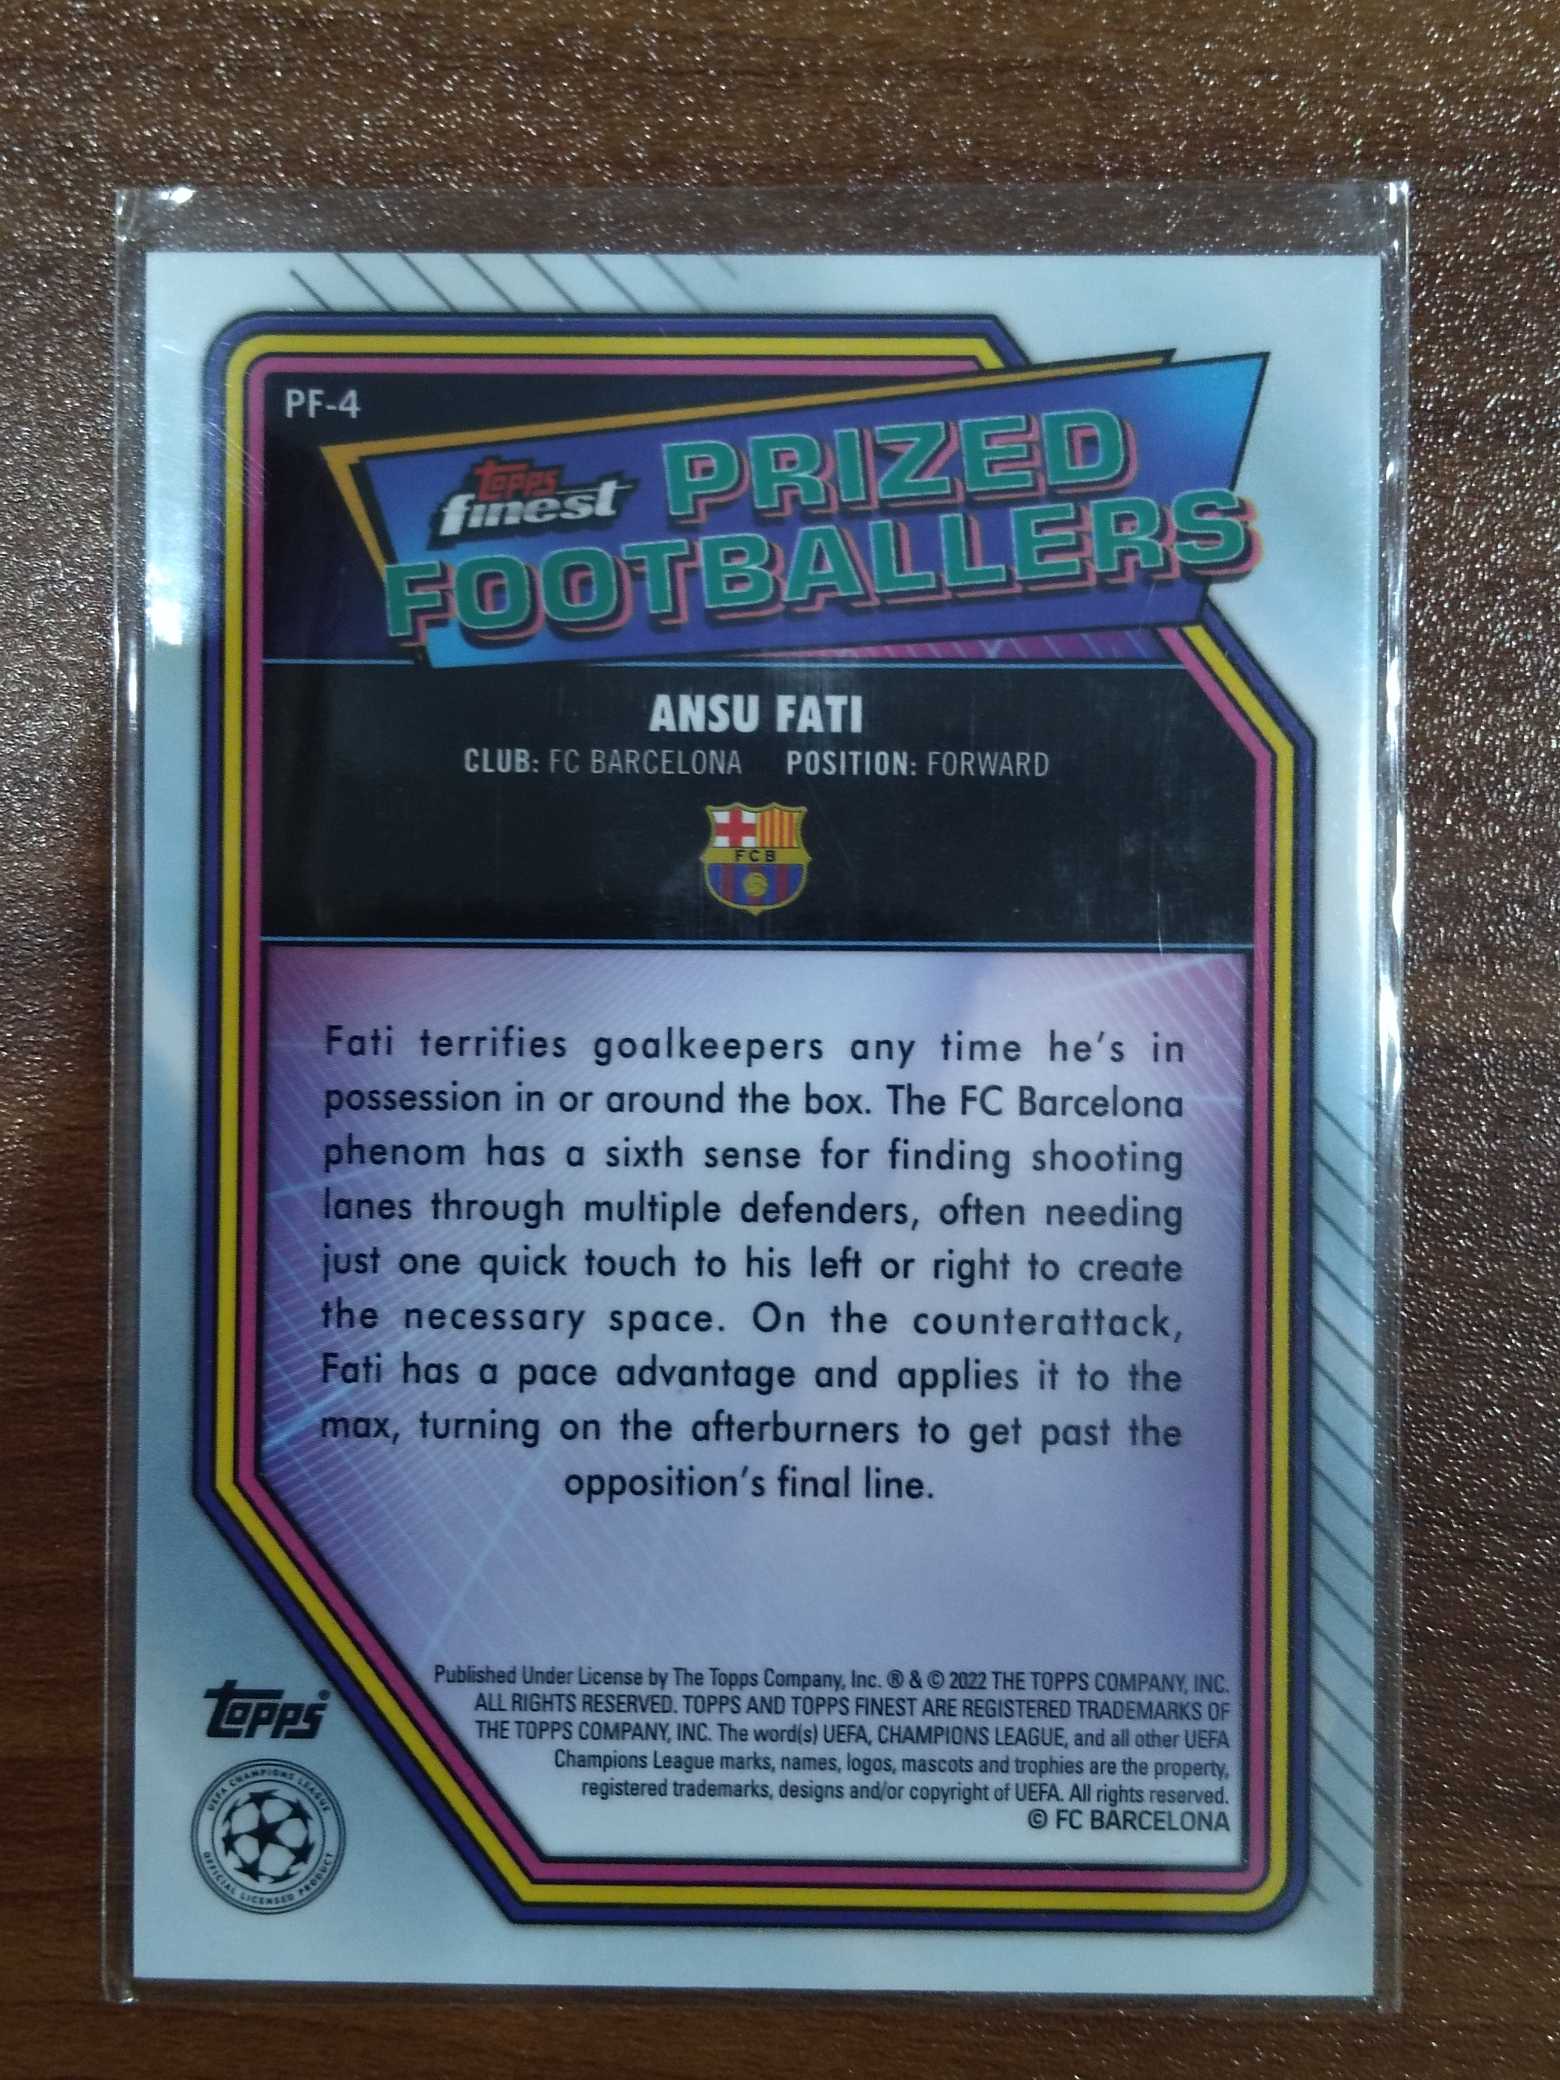 PF-4
Topps
finest
PRIZED
FOOTBALLERS
ANSU FATI
CLUB: FC BARCELONA POSITION: FORWARD
FCB
Fati terrifies goalkeepers any time he's in
possession in or around the box. The FC Barcelona
phenom has a sixth sense for finding shooting
lanes through multiple defenders, often needing
just one quick touch to his left or right to create
the necessary space. On the counterattack,
Fati has a pace advantage and applies it to the
max, turning on the afterburners to get past the
opposition's final line.
Published Under License by The Topps Company, Inc. ® & © 2022 THE TOPPS COMPANY, INC.
ALL RIGHTS RESERVED. TOPPS AND TOPPS FINEST ARE REGISTERED TRADEMARKS OF
THE TOPPS COMPANY, INC. The word(s) UEFA, CHAMPIONS LEAGUE, and all other UEFA
Champions League marks, names, logos, mascots and trophies are the property,
registered trademarks, designs and/or copyright of UEFA. All rights reserved.
© FC BARCELONA
Topps®
UEFA CHAMPIONS LEAGUE
OFFICIAL LICENSED PRODUCT